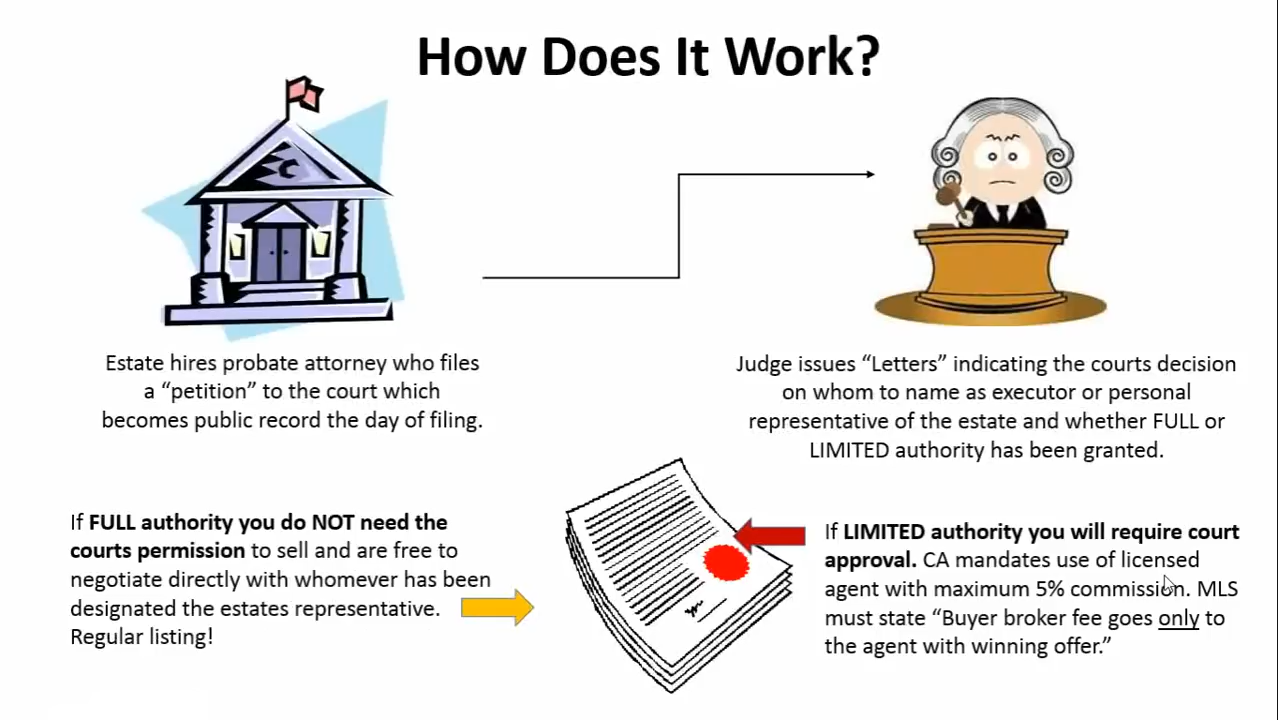 How Does It Work?
Estate hires probate attorney who files
a “petition” to the court which
becomes public record the day of filing.
Judge issues “Letters” indicating the courts decision
on whom to name as executor or personal
representative of the estate and whether FULL or
LIMITED authority has been granted.
If FULL authority you do NOT need the
courts permission to sell and are free to
negotiate directly with whomever has been
designated the estates representative.
Regular listing!
If LIMITED authority you will require court
approval. CA mandates use of licensed
agent with maximum 5% commission. MLS
must state “Buyer broker fee goes only to
the agent with winning offer.”